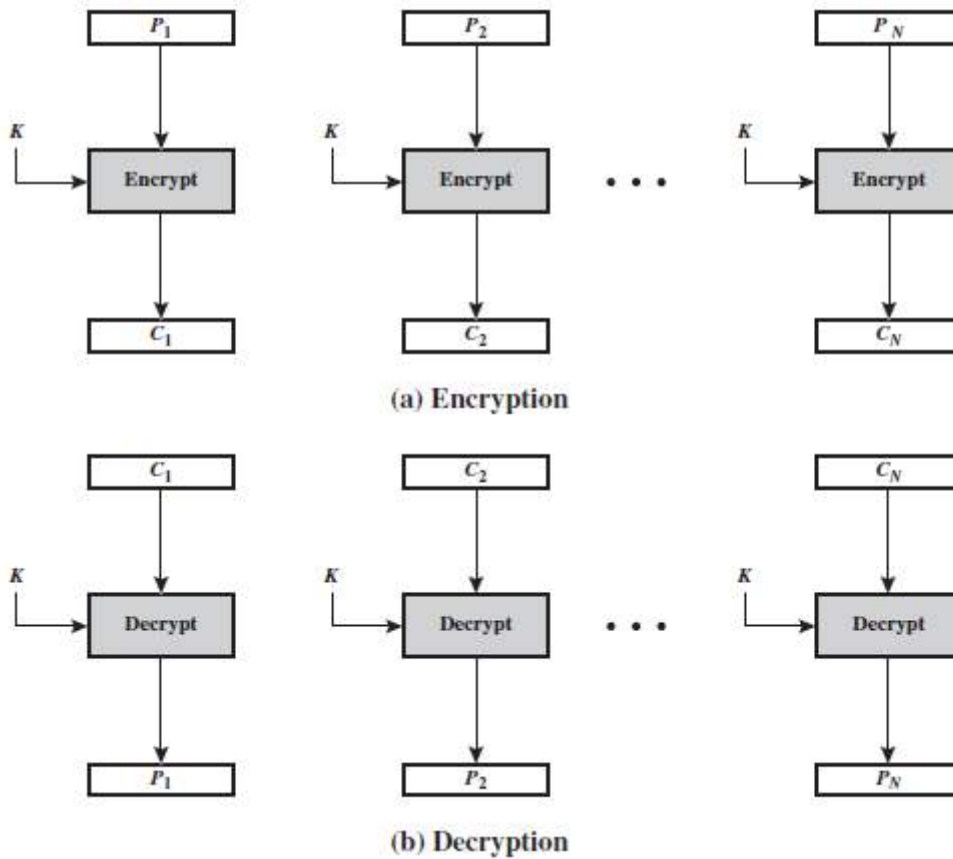 P1 P2 PN
K K K
Encrypt Encrypt • • • Encrypt
C1 C2 CN
(a) Encryption
C1 C2 CN
K K K
Decrypt Decrypt • • • Decrypt
P1 P2 PN
(b) Decryption